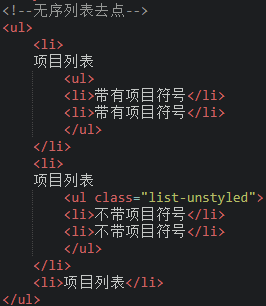 <!--无序列表去点-->
<ul>
    <li>
    项目列表
        <ul>
        <li>带有项目符号</li>
        <li>带有项目符号</li>
        </ul>
    </li>
    <li>
    项目列表
        <ul class="list-unstyled">
        <li>不带项目符号</li>
        <li>不带项目符号</li>
        </ul>
    </li>
    <li>项目列表</li>
</ul>